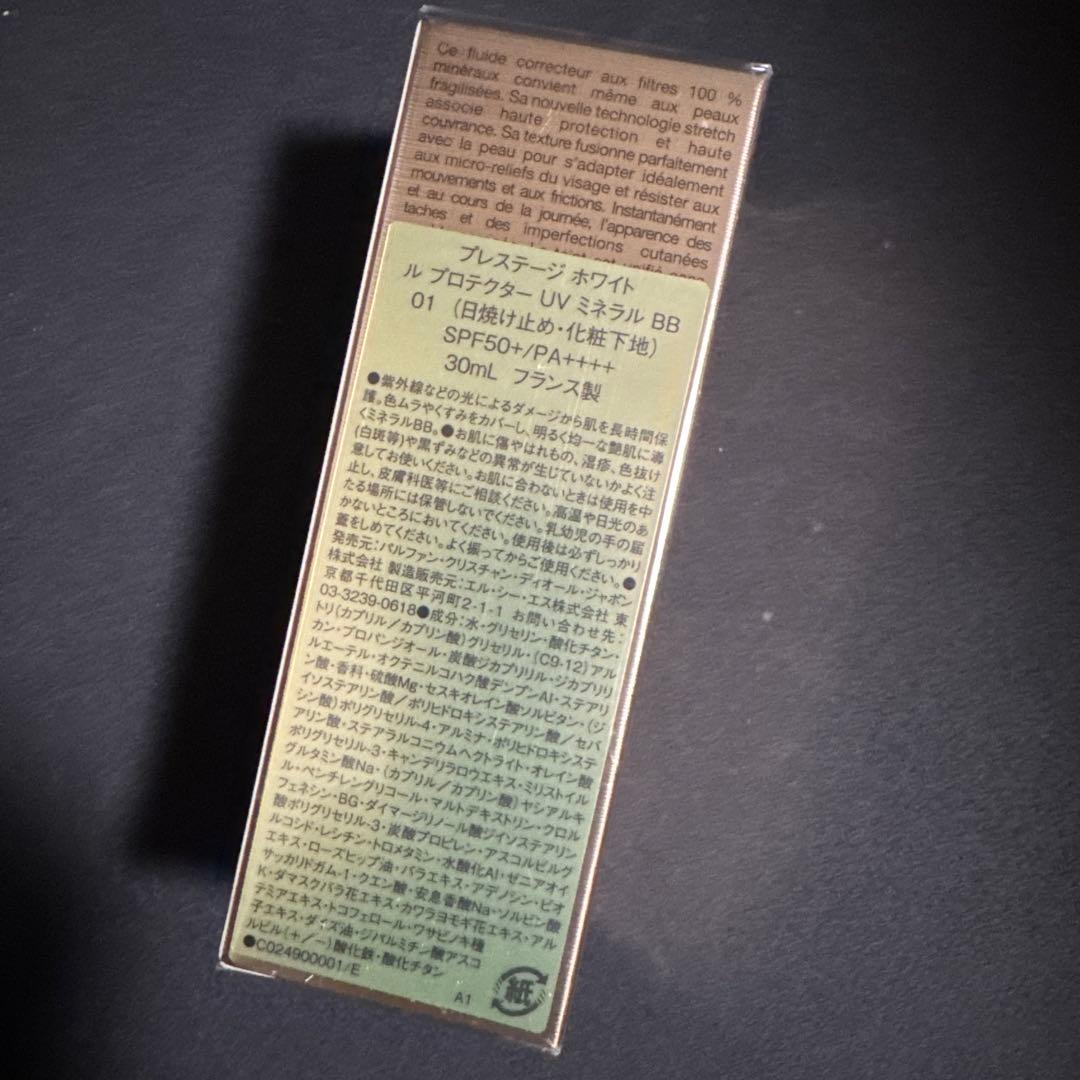 Ce fluide correcteur aux filtres 100 %
minéraux convient même aux peaux
fragilisées. Sa nouvelle technologie stretch
associe haute protection et haute
couvrance. Sa texture fusionne parfaitement
avec la peau pour s'adapter idéalement
aux micro-reliefs du visage et résister aux
mouvements et aux frictions. Instantanément
et au cours de la journée, l'apparence des
taches et des imperfections cutanées
プレステージ ホワイト
ル プロテクター UV ミネラル BB
01 (日焼け止め・化粧下地)
SPF50+/PA++++
30mL フランス製
●紫外線などの光によるダメージから肌を長時間保
護。色ムラやくすみをカバーし、明るく均一な艶肌に導
くミネラルBB。●お肌に傷やはれもの、湿疹、色抜け
(白斑等)や黒ずみなどの異常が生じていないかよく注
意してお使いください。お肌に合わないときは使用を中
止し、皮膚科医等にご相談ください。高温や日光のあ
たる場所には保管しないでください。乳幼児の手の届
かないところにおいてください。使用後は必ずしっかり
蓋をしめてください。よく振ってからご使用ください。●
発売元:パルファン・クリスチャン・ディオール・ジャポン
株式会社 製造販売元:エル・シー・エス株式会社 東
京都千代田区平河町2-1-1 お問い合わせ先:
03-3239-0618●成分:水・グリセリン・酸化チタン・
トリ(カプリル/カプリン酸)グリセリル・(C9-12)アル
カン・プロパンジオール・炭酸ジカプリリル・ジカプリリ
ルエーテル・オクテニルコハク酸デンプンAl・ステアリ
ン酸・香料・硫酸Mg・セスキオレイン酸ソルビタン・(ジ
イソステアリン酸/ポリヒドロキシステアリン酸/セバ
シン酸)ポリグリセリル-4・アルミナ・ポリヒドロキシステ
アリン酸・ステアラルコニウムヘクトライト・オレイン酸
ポリグリセリル-3・キャンデリラロウエキス・ミリストイル
グルタミン酸Na・(カプリル/カプリン酸)ヤシアルキ
ル・ペンチレングリコール・マルトデキストリン・クロル
フェネシン・BG・ダイマージリノール酸ジイソステアリン
酸ポリグリセリル-3・炭酸プロピレン・アスコルビルグ
ルコシド・レシチン・トロメタミン・水酸化Al・ゼニアオイ
エキス・ローズヒップ油・バラエキス・アデノシン・ビオ
サッカリドガム-1・クエン酸・安息香酸Na・ソルビン酸
K・ダマスクバラ花エキス・カワラヨモギ花エキス・アル
テミアエキス・トコフェロール・ワサビノキ種
子エキス・ダイズ油・ジパルミチン酸アスコ
ルビル(+/-)酸化鉄・酸化チタン
●C024900001/E
A1
紙